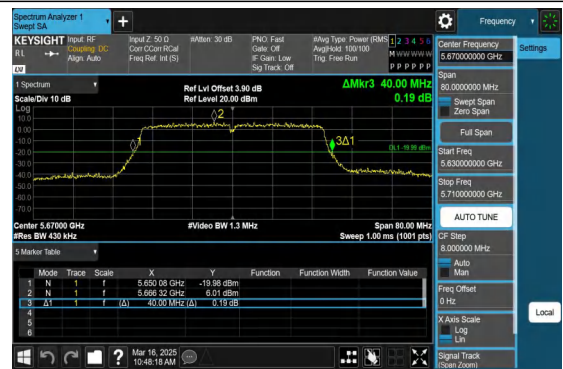 Spectrum Analyzer 1
Swept SA
+
Frequency
KEYSIGHT
RL
Input: RF
Coupling: DC
Align: Auto
Input Z: 50 Ω
Corr CCorr RCal
Freq Ref: Int (S)
#Atten: 30 dB
PNO: Fast
Gate: Off
IF Gain: Low
Sig Track: Off
#Avg Type: Power (RMS
Avg|Hold: 100/100
Trig: Free Run
1 2 3 4 5 6
M W W W W W
P P P P P P
LXI
1 Spectrum
Scale/Div 10 dB
Ref Lvl Offset 3.90 dB
Ref Level 20.00 dBm
ΔMkr3 40.00 MHz
0.19 dB
Log
10.0
0.00
-10.0
-20.0
-30.0
-40.0
-50.0
-60.0
-70.0
1
2
3Δ1
DL1 -19.99 dBm
Center 5.67000 GHz
#Res BW 430 kHz
#Video BW 1.3 MHz
Span 80.00 MHz
Sweep 1.00 ms (1001 pts)
5 Marker Table
Mode Trace Scale X Y Function Function Width Function Value
1 N 1 f 5.650 08 GHz -19.98 dBm
2 N 1 f 5.666 32 GHz 6.01 dBm
3 Δ1 1 f (Δ) 40.00 MHz (Δ) 0.19 dB
4
5
6
Mar 16, 2025
10:48:18 AM
Center Frequency
5.670000000 GHz
Settings
Span
80.0000000 MHz
Swept Span
Zero Span
Full Span
Start Freq
5.630000000 GHz
Stop Freq
5.710000000 GHz
AUTO TUNE
CF Step
8.000000 MHz
Auto
Man
Freq Offset
0 Hz
X Axis Scale
Log
Lin
Local
Signal Track
(Span Zoom)